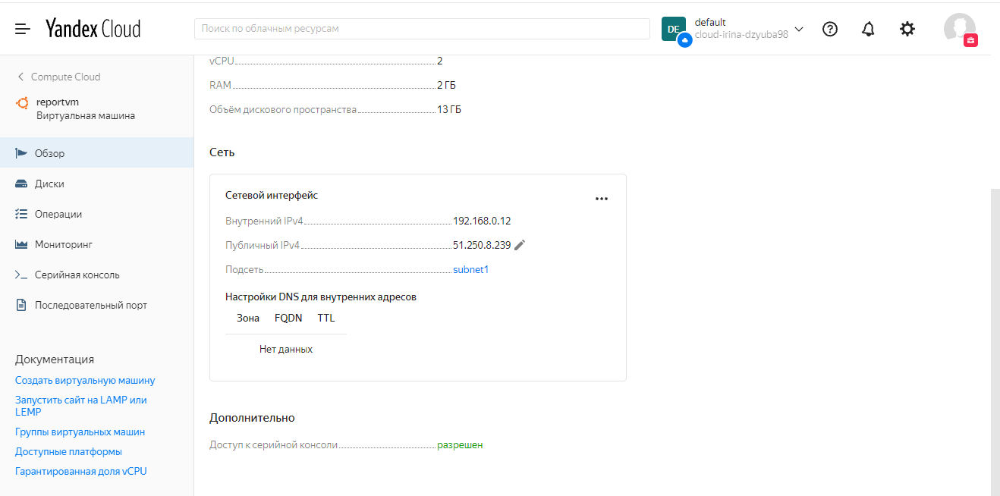 Yandex Cloud
Поиск по облачным ресурсам
DE
default
cloud-irina-dzyuba98
Compute Cloud
reportvm
Виртуальная машина
Обзор
Диски
Операции
Мониторинг
Серийная консоль
Последовательный порт
Документация
Создать виртуальную машину
Запустить сайт на LAMP или
LEMP
Группы виртуальных машин
Доступные платформы
Гарантированная доля vCPU
vCPU 2
RAM 2 ГБ
Объём дискового пространства 13 ГБ
Сеть
Сетевой интерфейс
Внутренний IPv4 192.168.0.12
Публичный IPv4 51.250.8.239
Подсеть subnet1
Настройки DNS для внутренних адресов
Зона FQDN TTL
Нет данных
Дополнительно
Доступ к серийной консоли разрешен